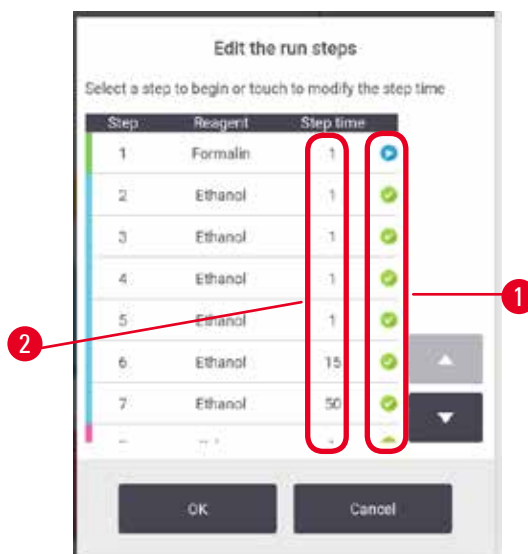 Edit the run steps
Select a step to begin or touch to modify the step time
Step Reagent Step time
1 Formalin 1
2 Ethanol 1
3 Ethanol 1
4 Ethanol 1
5 Ethanol 1
6 Ethanol 15
7 Ethanol 50
OK Cancel
1
2